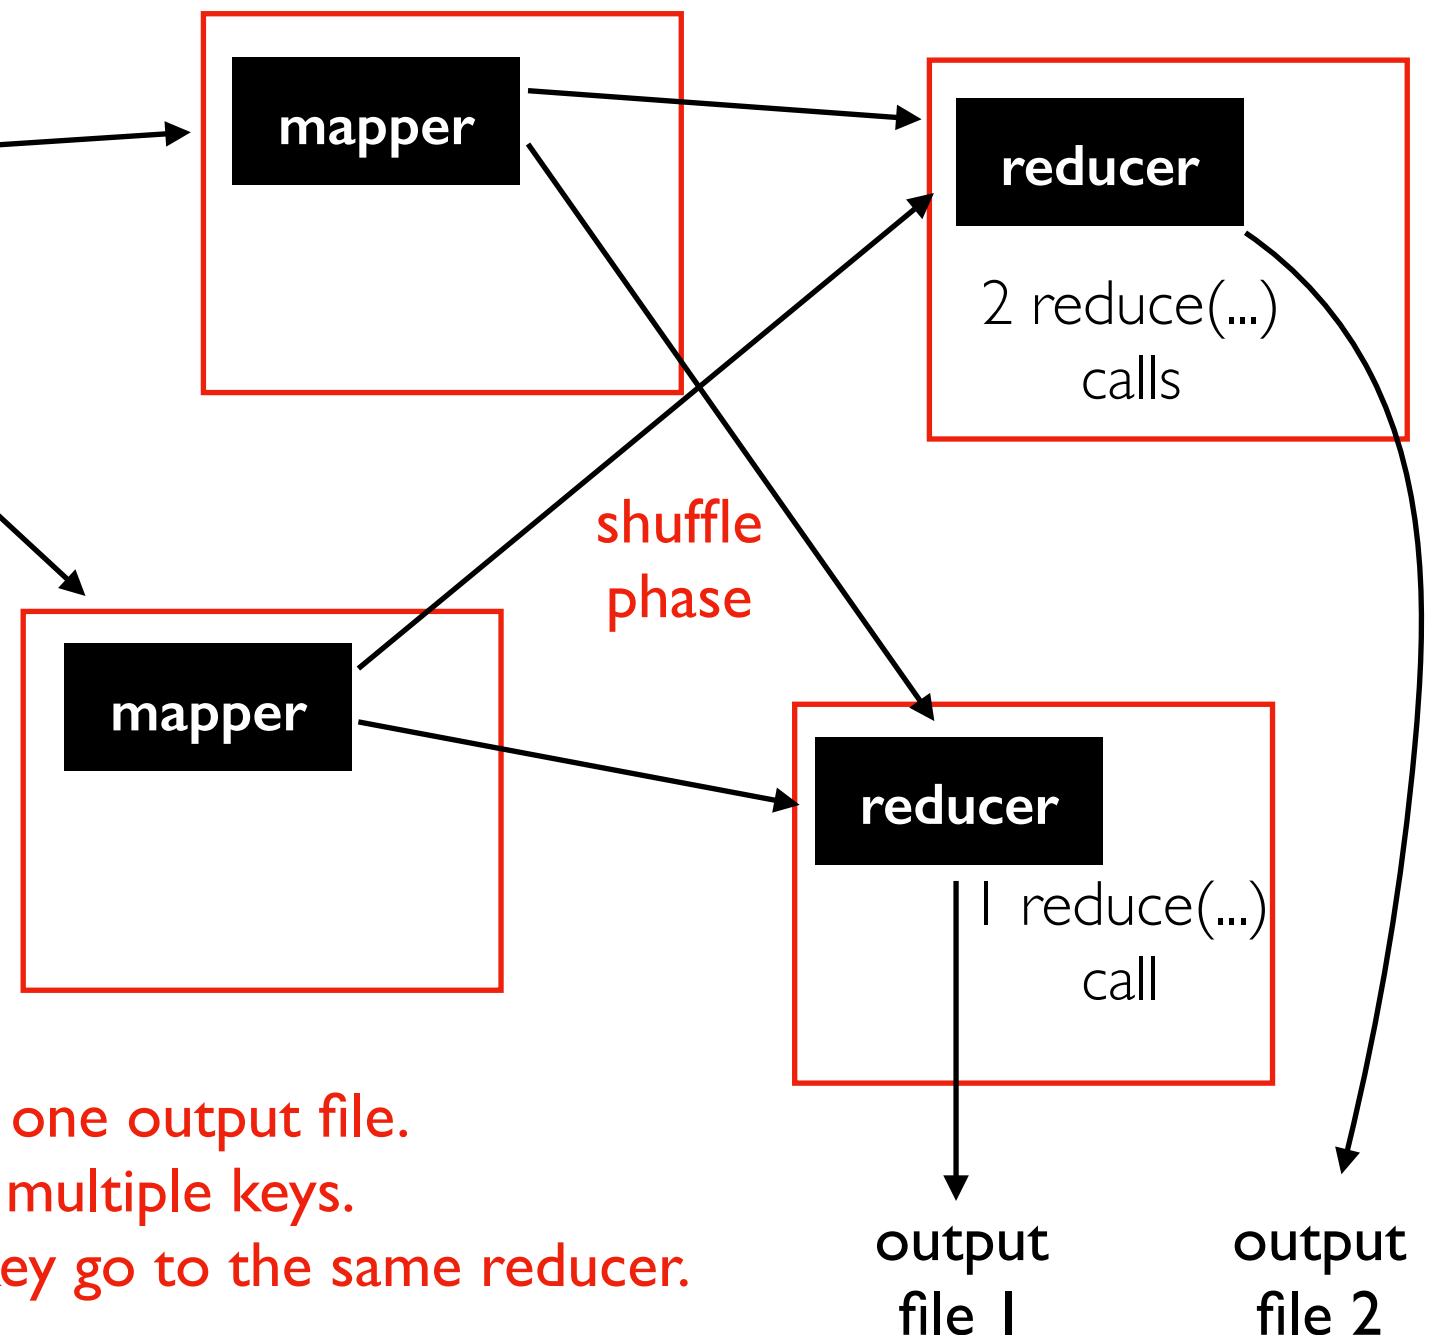 mapper
reducer
2 reduce(...)
calls
shuffle
phase
mapper
reducer
1 reduce(...)
call
one output file.
multiple keys.
key go to the same reducer.
output
file 1
output
file 2